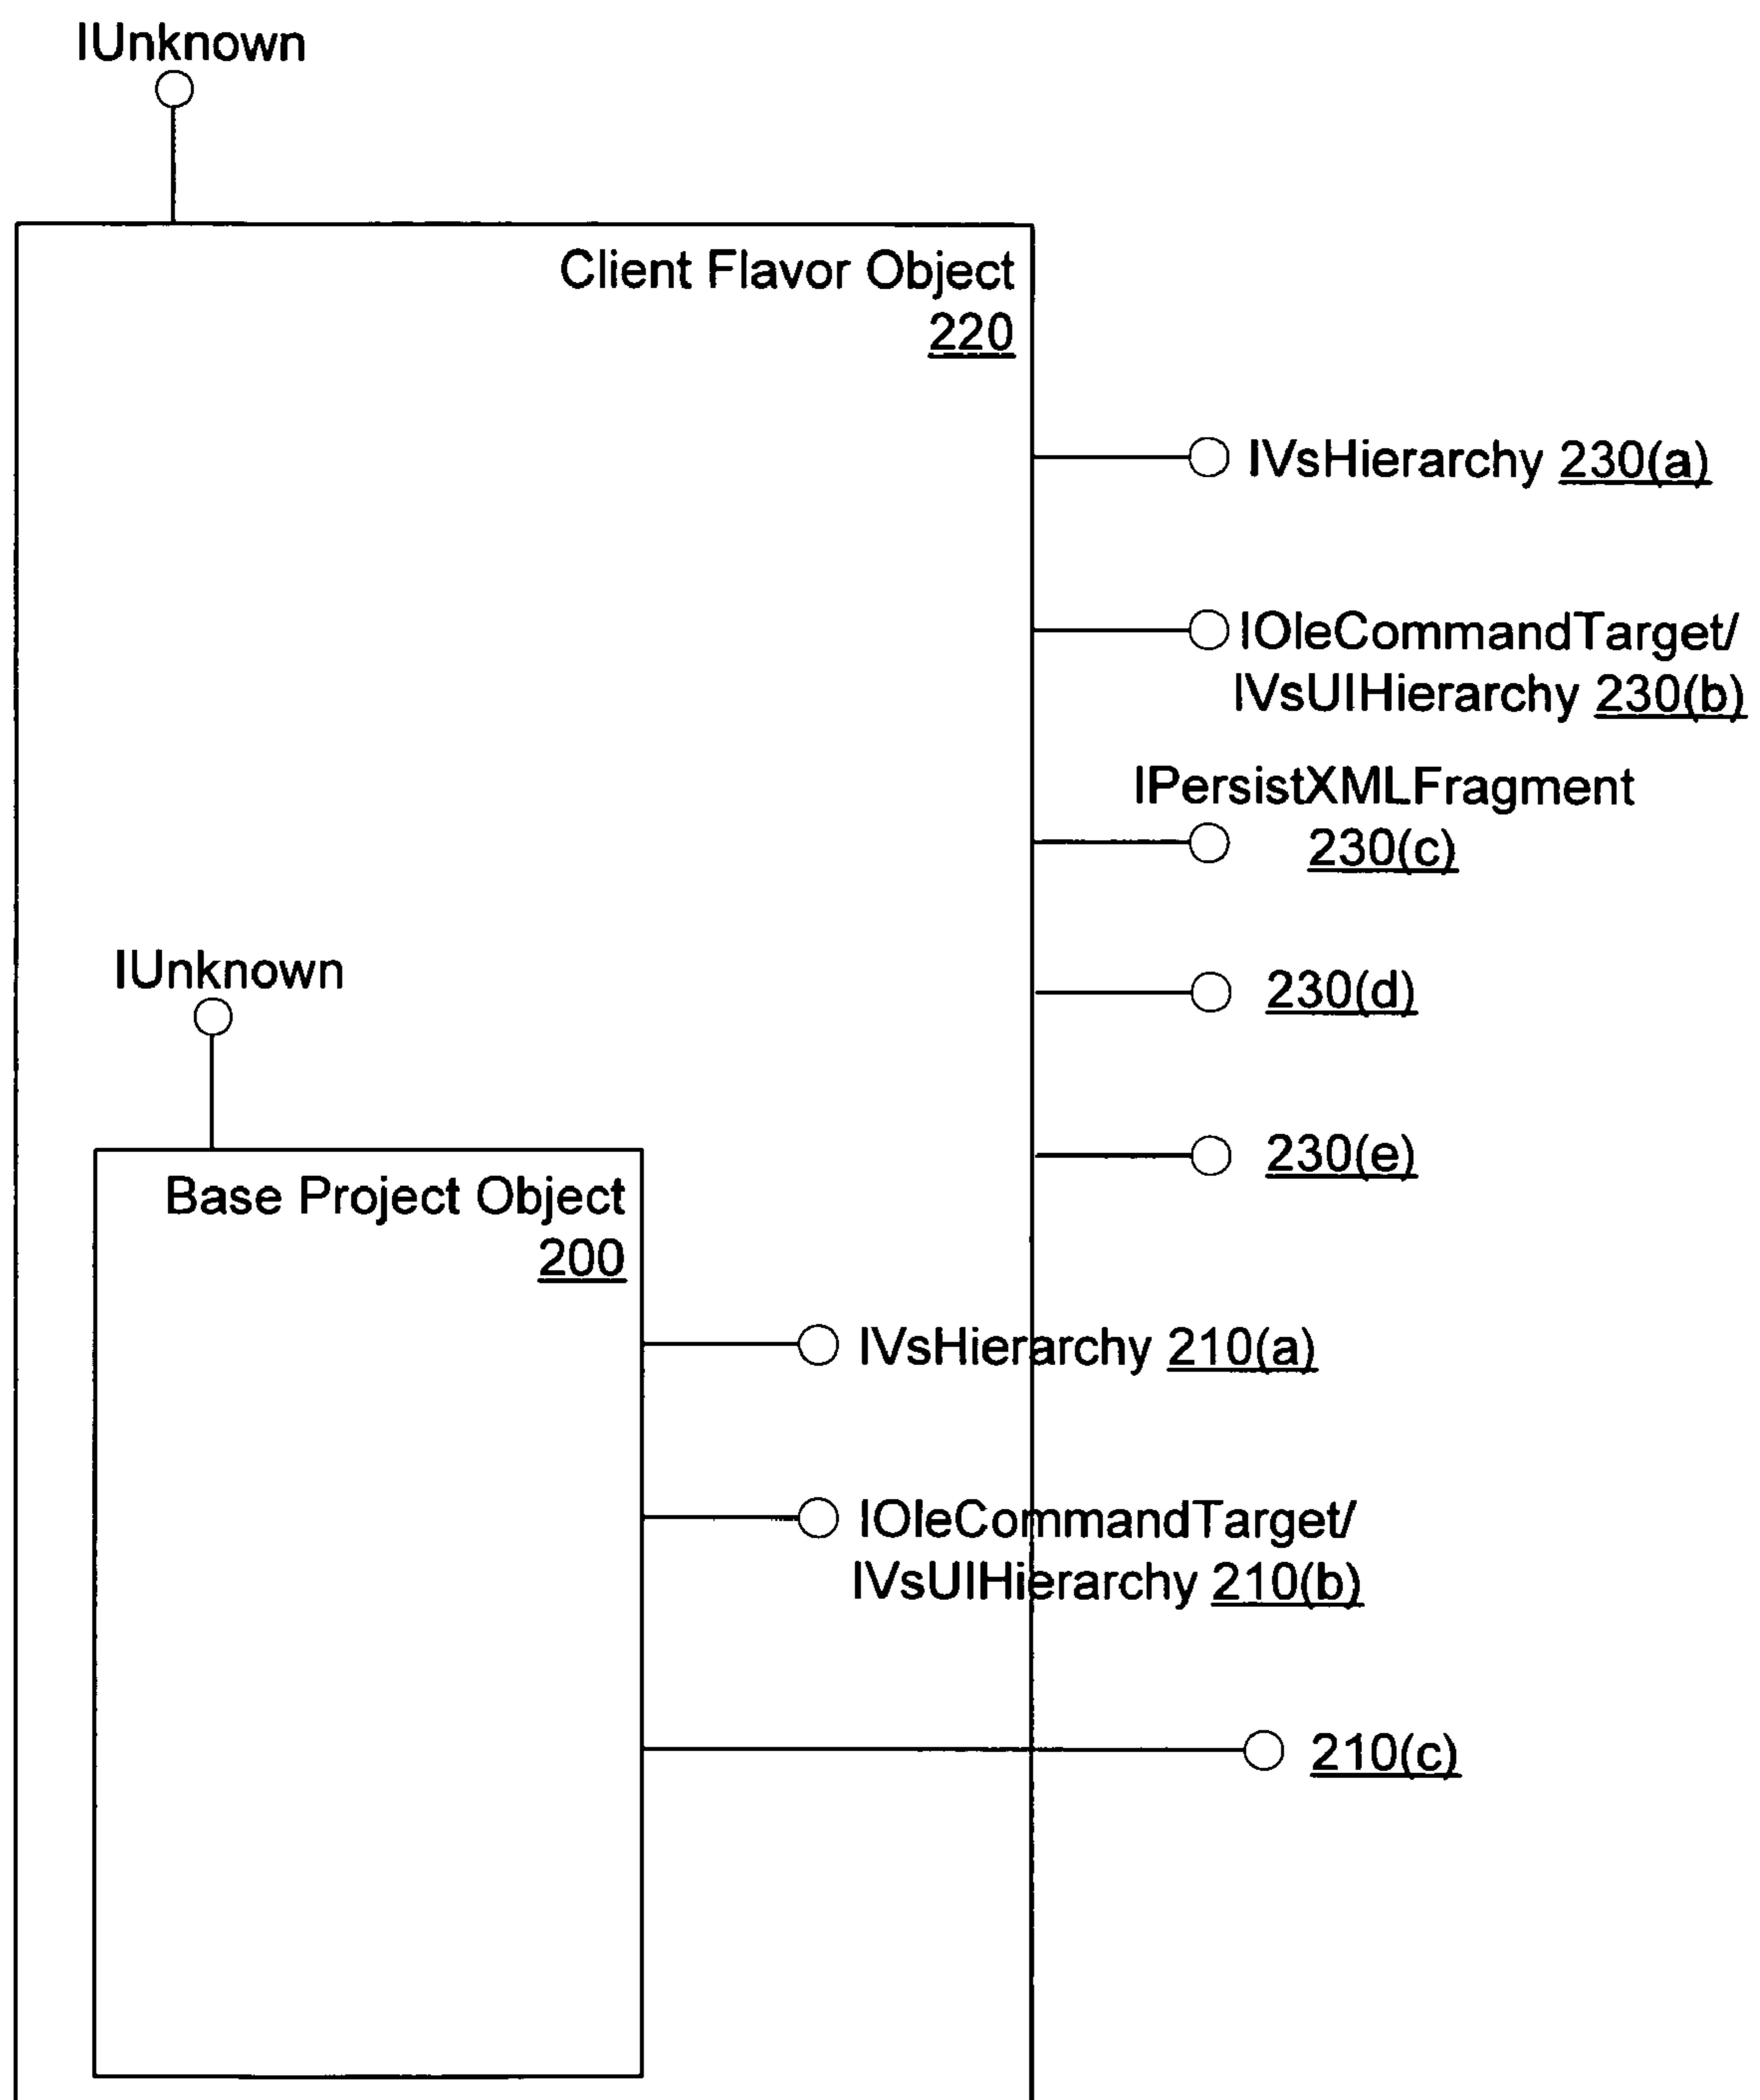 IUnknown
Client Flavor Object
220
IVsHierarchy 230(a)
IOleCommandTarget/
IVsUIHierarchy 230(b)
IPersistXMLFragment
230(c)
IUnknown
230(d)
230(e)
Base Project Object
200
IVsHierarchy 210(a)
IOleCommandTarget/
IVsUIHierarchy 210(b)
210(c)